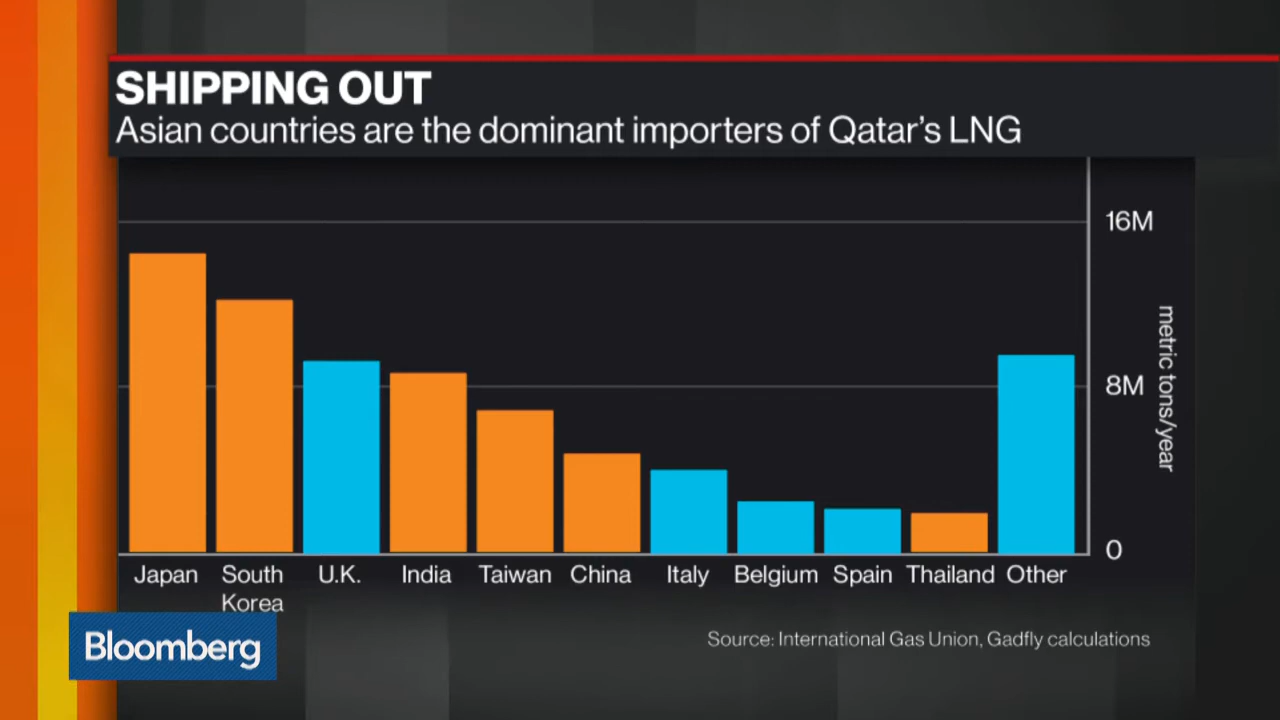 SHIPPING OUT
Asian countries are the dominant importers of Qatar's LNG
16M
8M
0
metric tons/year
Japan South Korea U.K. India Taiwan China Italy Belgium Spain Thailand Other
Source: International Gas Union, Gadfly calculations
Bloomberg